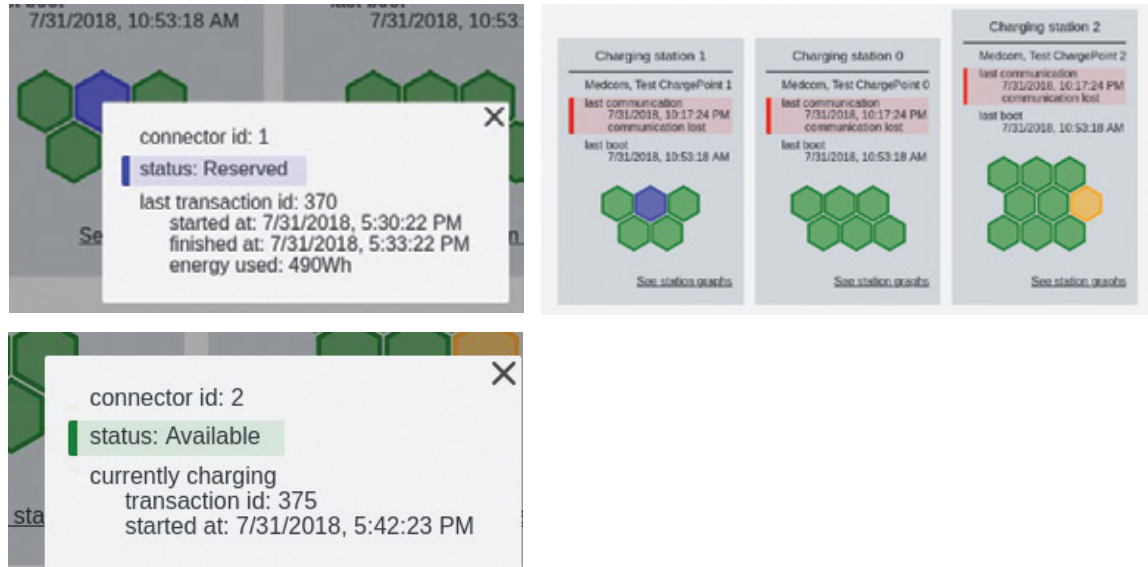 7/31/2018, 10:53:18 AM
7/31/2018, 10:53:
connector id: 1
status: Reserved
last transaction id: 370
started at: 7/31/2018, 5:30:22 PM
finished at: 7/31/2018, 5:33:22 PM
energy used: 490Wh
Se
n
Charging station 1
Medcom, Test ChargePoint 1
last communication
7/31/2018, 10:17:24 PM
communication lost
last boot
7/31/2018, 10:53:18 AM
See station graphs
Charging station 0
Medcom, Test ChargePoint 0
last communication
7/31/2018, 10:17:24 PM
communication lost
last boot
7/31/2018, 10:53:18 AM
See station graphs
Charging station 2
Medcom, Test ChargePoint 2
last communication
7/31/2018, 10:17:24 PM
communication lost
last boot
7/31/2018, 10:53:18 AM
See station graphs
connector id: 2
status: Available
currently charging
transaction id: 375
started at: 7/31/2018, 5:42:23 PM
sta